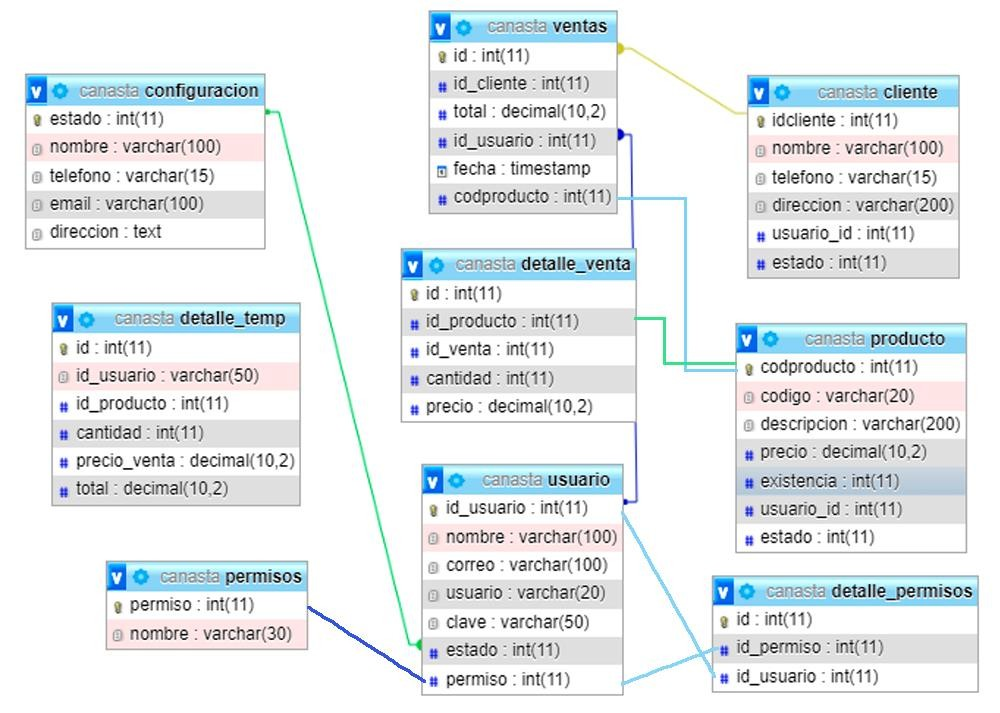 canasta ventas
id : int(11)
id_cliente : int(11)
total : decimal(10,2)
id_usuario : int(11)
fecha : timestamp
codproducto : int(11)
canasta configuracion
estado : int(11)
nombre : varchar(100)
telefono : varchar(15)
email : varchar(100)
direccion : text
canasta cliente
idcliente : int(11)
nombre : varchar(100)
telefono : varchar(15)
direccion : varchar(200)
usuario_id : int(11)
estado : int(11)
canasta detalle_venta
id : int(11)
id_producto : int(11)
id_venta : int(11)
cantidad : int(11)
precio : decimal(10,2)
canasta detalle_temp
id : int(11)
id_usuario : varchar(50)
id_producto : int(11)
cantidad : int(11)
precio_venta : decimal(10,2)
total : decimal(10,2)
canasta producto
codproducto : int(11)
codigo : varchar(20)
descripcion : varchar(200)
precio : decimal(10,2)
existencia : int(11)
usuario_id : int(11)
estado : int(11)
canasta usuario
id_usuario : int(11)
nombre : varchar(100)
correo : varchar(100)
usuario : varchar(20)
clave : varchar(50)
estado : int(11)
permiso : int(11)
canasta permisos
permiso : int(11)
nombre : varchar(30)
canasta detalle_permisos
id : int(11)
id_permiso : int(11)
id_usuario : int(11)